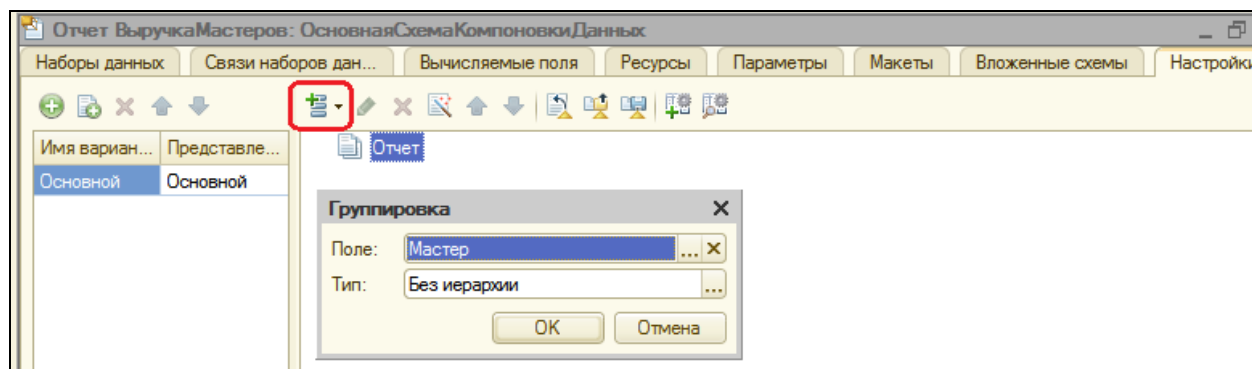 Отчет ВыручкаМастеров: ОсновнаяСхемаКомпоновкиДанных
Наборы данных Связи наборов дан... Вычисляемые поля Ресурсы Параметры Макеты Вложенные схемы Настройки
Имя вариан... Представле... Отчет
Основной Основной
Группировка
Поле: Мастер ...
Тип: Без иерархии ...
OK Отмена